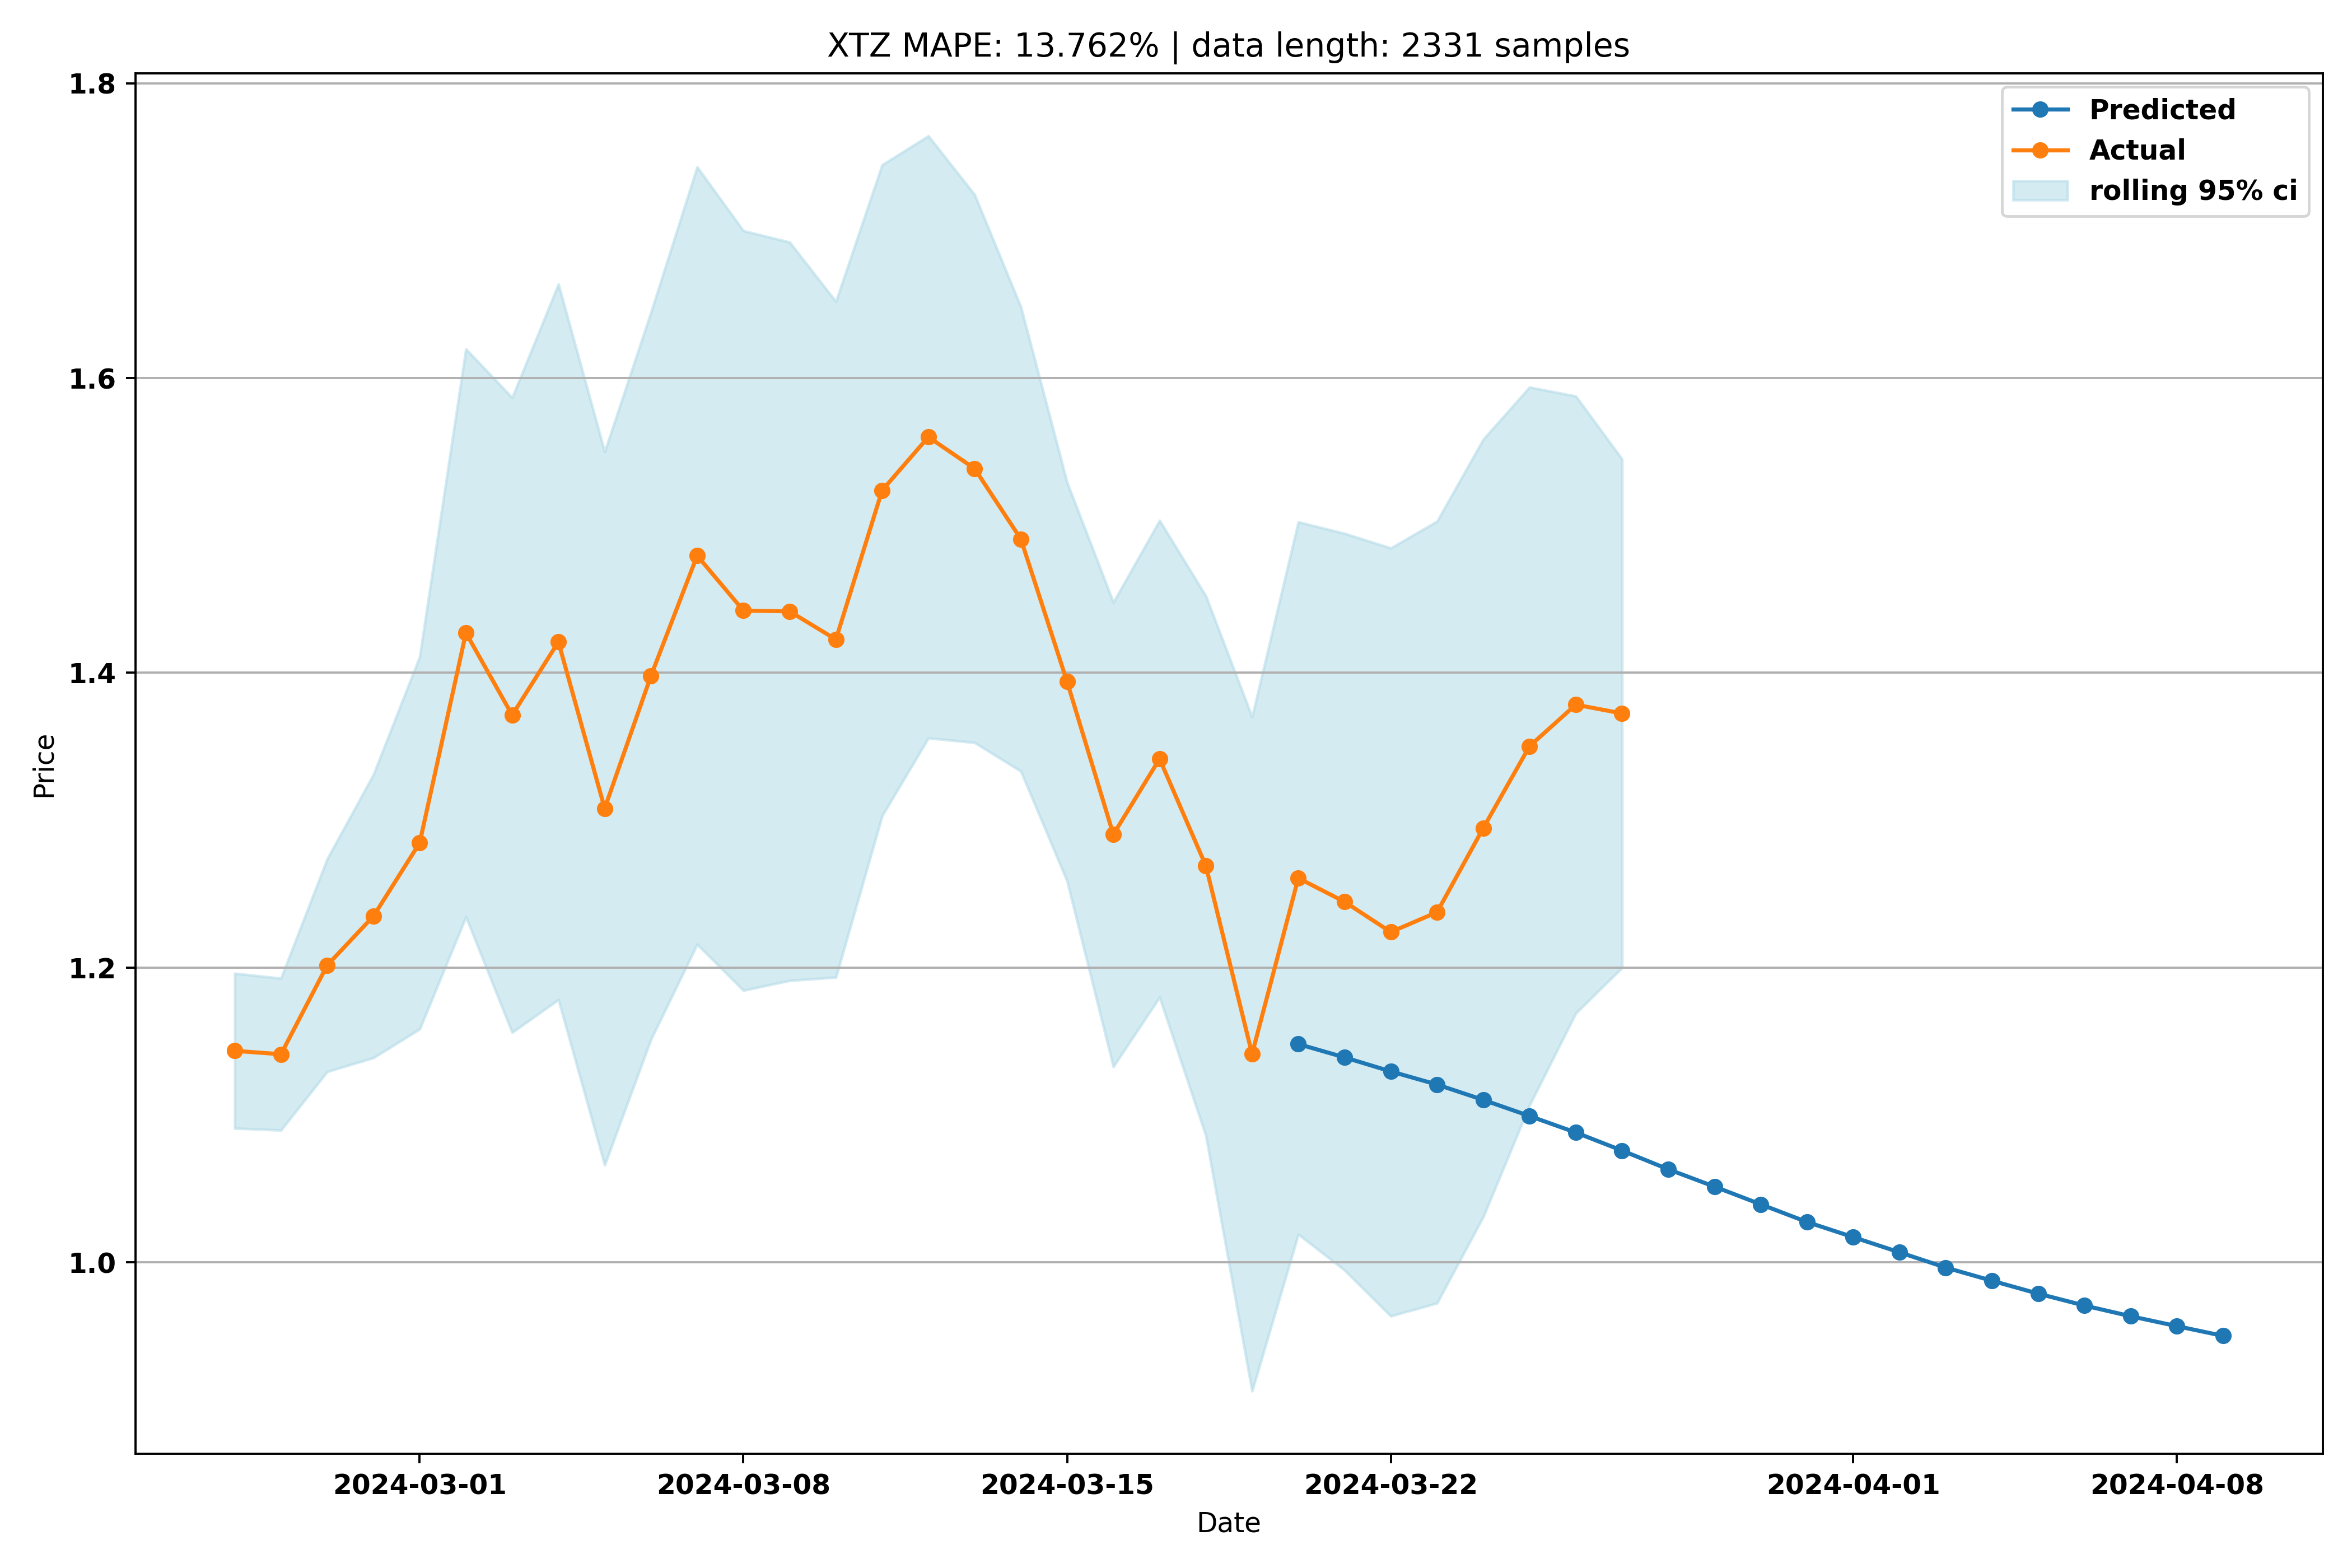 XTZ MAPE: 13.762% | data length: 2331 samples
Predicted
Actual
rolling 95% ci
1.8
1.6
1.4
1.2
1.0
Price
2024-03-01
2024-03-08
2024-03-15
2024-03-22
2024-04-01
2024-04-08
Date